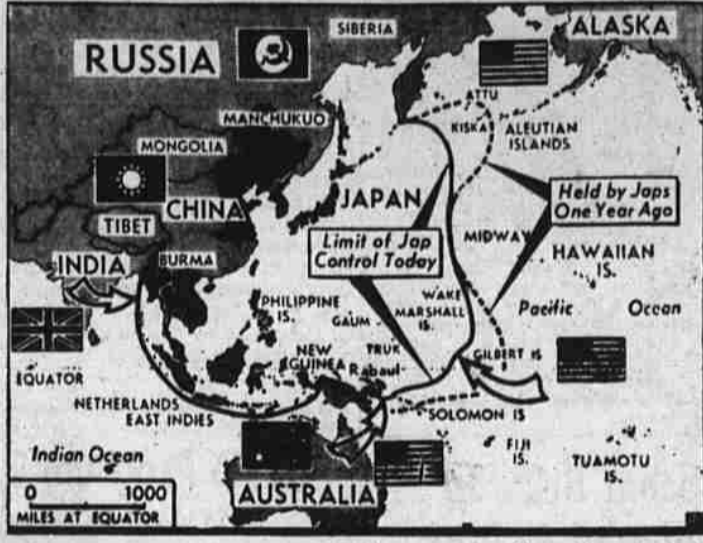 SIBERIA
ALASKA
RUSSIA
ATTU
MANCHUKUO
KISKA
ALEUTIAN
ISLANDS
MONGOLIA
Held by Japs
One Year Ago
CHINA
JAPAN
TIBET
Limit of Jap
Control Today
MIDWAY
HAWAIIAN
IS.
INDIA
BURMA
WAKE
PHILIPPINE
IS.
MARSHALL
IS.
Pacific Ocean
GAUM
TRUK
NEW
GUINEA
Rabaul
GILBERT IS
EQUATOR
NETHERLANDS
EAST INDIES
SOLOMON IS
Indian Ocean
FIJI
IS.
TUAMOTU
IS.
0 1000
MILES AT EQUATOR
AUSTRALIA